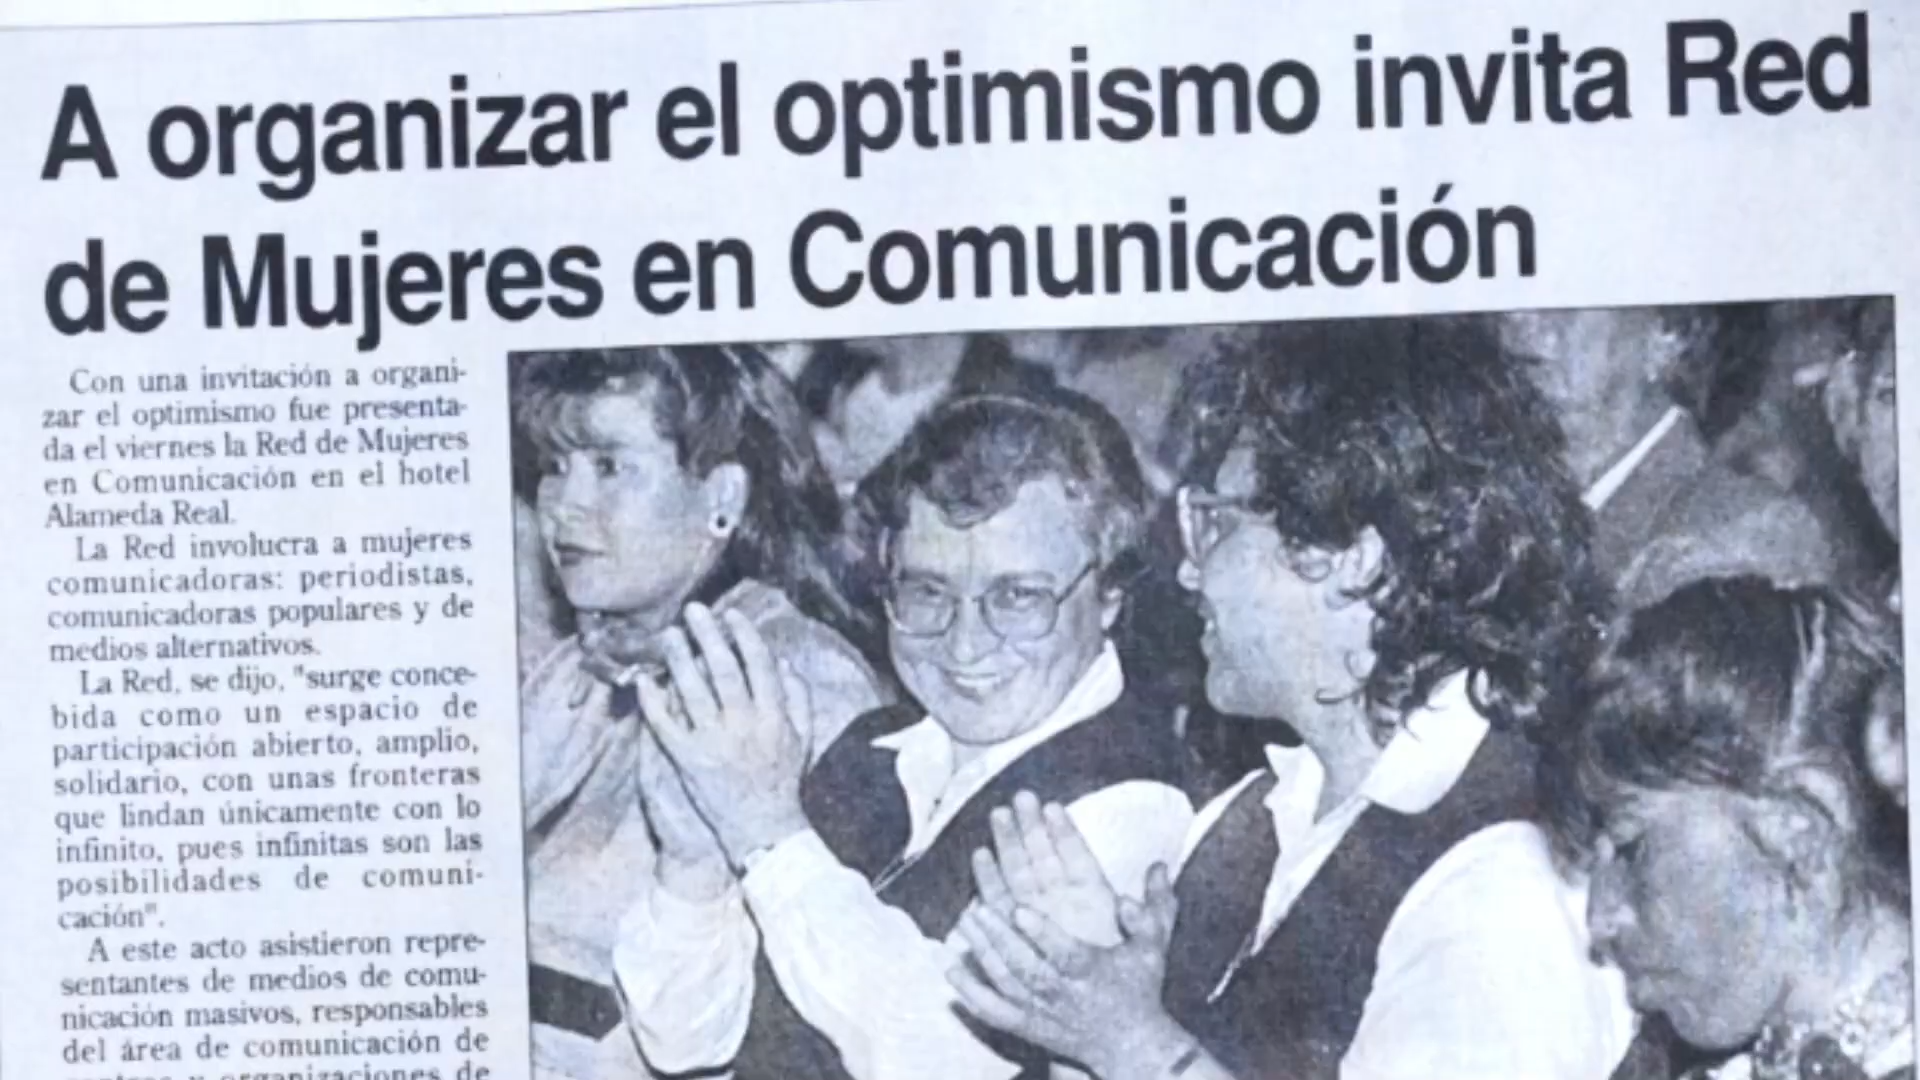 A organizar el optimismo invita Red
de Mujeres en Comunicación
Con una invitación a organi-
zar el optimismo fue presenta-
da el viernes la Red de Mujeres
en Comunicación en el hotel
Alameda Real.
La Red involucra a mujeres
comunicadoras: periodistas,
comunicadoras populares y de
medios alternativos.
La Red, se dijo, "surge conce-
bida como un espacio de
participación abierto, amplio,
solidario, con unas fronteras
que lindan únicamente con lo
infinito, pues infinitas son las
posibilidades de comuni-
cación".
A este acto asistieron repre-
sentantes de medios de comu-
nicación masivos, responsables
del área de comunicación de
centros y organizaciones de